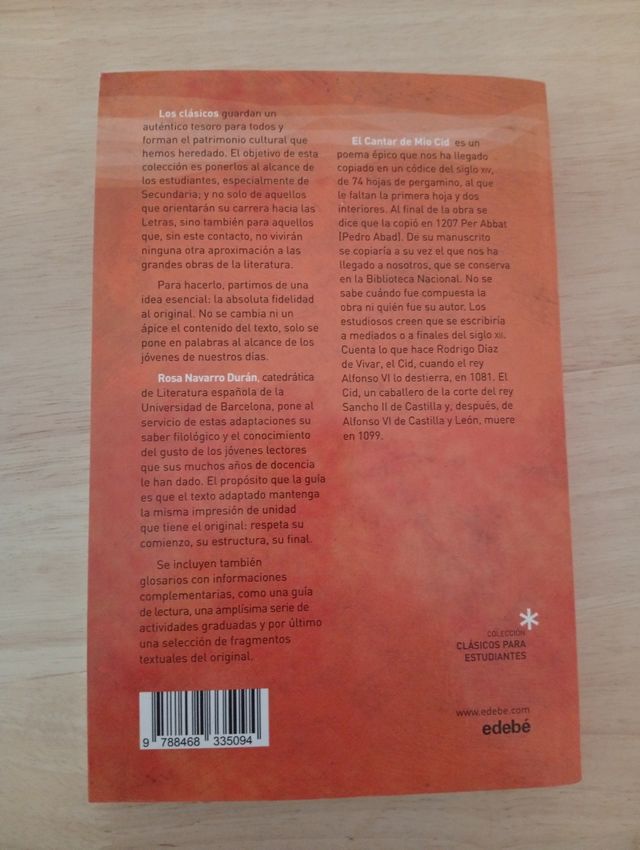 Los clásicos guardan un
auténtico tesoro para todos y
forman el patrimonio cultural que
hemos heredado. El objetivo de esta
colección es ponerlos al alcance de
los estudiantes, especialmente de
Secundaria; y no solo de aquellos
que orientarán su carrera hacia las
Letras, sino también para aquellos
que, sin este contacto, no vivirán
ninguna otra aproximación a las
grandes obras de la literatura.
Para hacerlo, partimos de una
idea esencial: la absoluta fidelidad
al original. No se cambia ni un
ápice el contenido del texto, solo se
pone en palabras al alcance de los
jóvenes de nuestros días.
Rosa Navarro Durán, catedrática
de Literatura española de la
Universidad de Barcelona, pone al
servicio de estas adaptaciones su
saber filológico y el conocimiento
del gusto de los jóvenes lectores
que sus muchos años de docencia
le han dado. El propósito que la guía
es que el texto adaptado mantenga
la misma impresión de unidad
que tiene el original: respeta su
comienzo, su estructura, su final.
Se incluyen también
glosarios con informaciones
complementarias, como una guía
de lectura, una amplísima serie de
actividades graduadas y por último
una selección de fragmentos
textuales del original.
El Cantar de Mio Cid es un
poema épico que nos ha llegado
copiado en un códice del siglo XIV,
de 74 hojas de pergamino, al que
le faltan la primera hoja y dos
interiores. Al final de la obra se
dice que la copió en 1207 Per Abbat
[Pedro Abad]. De su manuscrito
se copiaría a su vez el que nos ha
llegado a nosotros, que se conserva
en la Biblioteca Nacional. No se
sabe cuándo fue compuesta la
obra ni quién fue su autor. Los
estudiosos creen que se escribiría
a mediados o a finales del siglo XII.
Cuenta lo que hace Rodrigo Díaz
de Vivar, el Cid, cuando el rey
Alfonso VI lo destierra, en 1081. El
Cid, un caballero de la corte del rey
Sancho II de Castilla y, después, de
Alfonso VI de Castilla y León, muere
en 1099.
COLECCIÓN
CLÁSICOS PARA
ESTUDIANTES
www.edebe.com
edebé
9 788468 335094